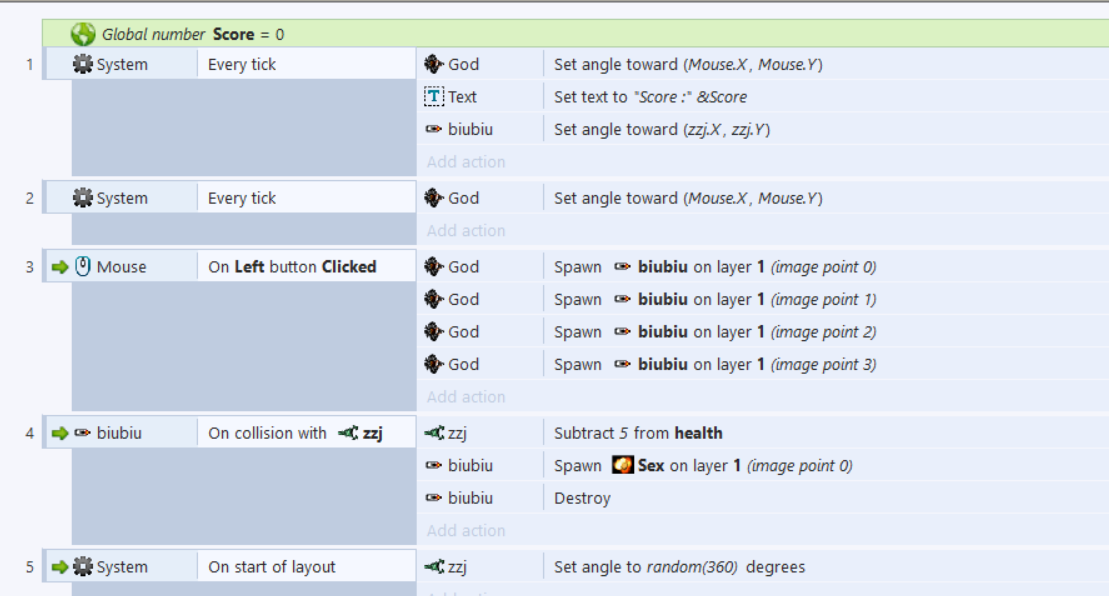 Global number Score = 0
1 System Every tick God Set angle toward (Mouse.X, Mouse.Y)
T Text Set text to "Score :" &Score
biubiu Set angle toward (zzj.X, zzj.Y)
Add action
2 System Every tick God Set angle toward (Mouse.X, Mouse.Y)
Add action
3 Mouse On Left button Clicked God Spawn biubiu on layer 1 (image point 0)
God Spawn biubiu on layer 1 (image point 1)
God Spawn biubiu on layer 1 (image point 2)
God Spawn biubiu on layer 1 (image point 3)
Add action
4 biubiu On collision with zzj zzj Subtract 5 from health
biubiu Spawn Sex on layer 1 (image point 0)
biubiu Destroy
Add action
5 System On start of layout zzj Set angle to random(360) degrees